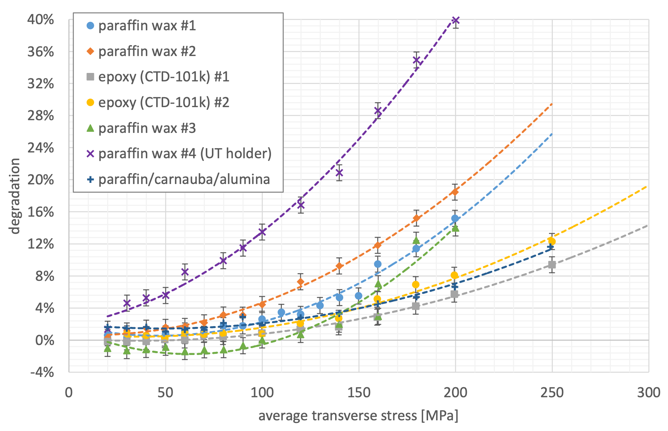 40%
36%
32%
28%
24%
20%
16%
12%
8%
4%
0%
-4%
degradation
paraffin wax #1
paraffin wax #2
epoxy (CTD-101k) #1
epoxy (CTD-101k) #2
paraffin wax #3
paraffin wax #4 (UT holder)
paraffin/carnauba/alumina
0 50 100 150 200 250 300
average transverse stress [MPa]